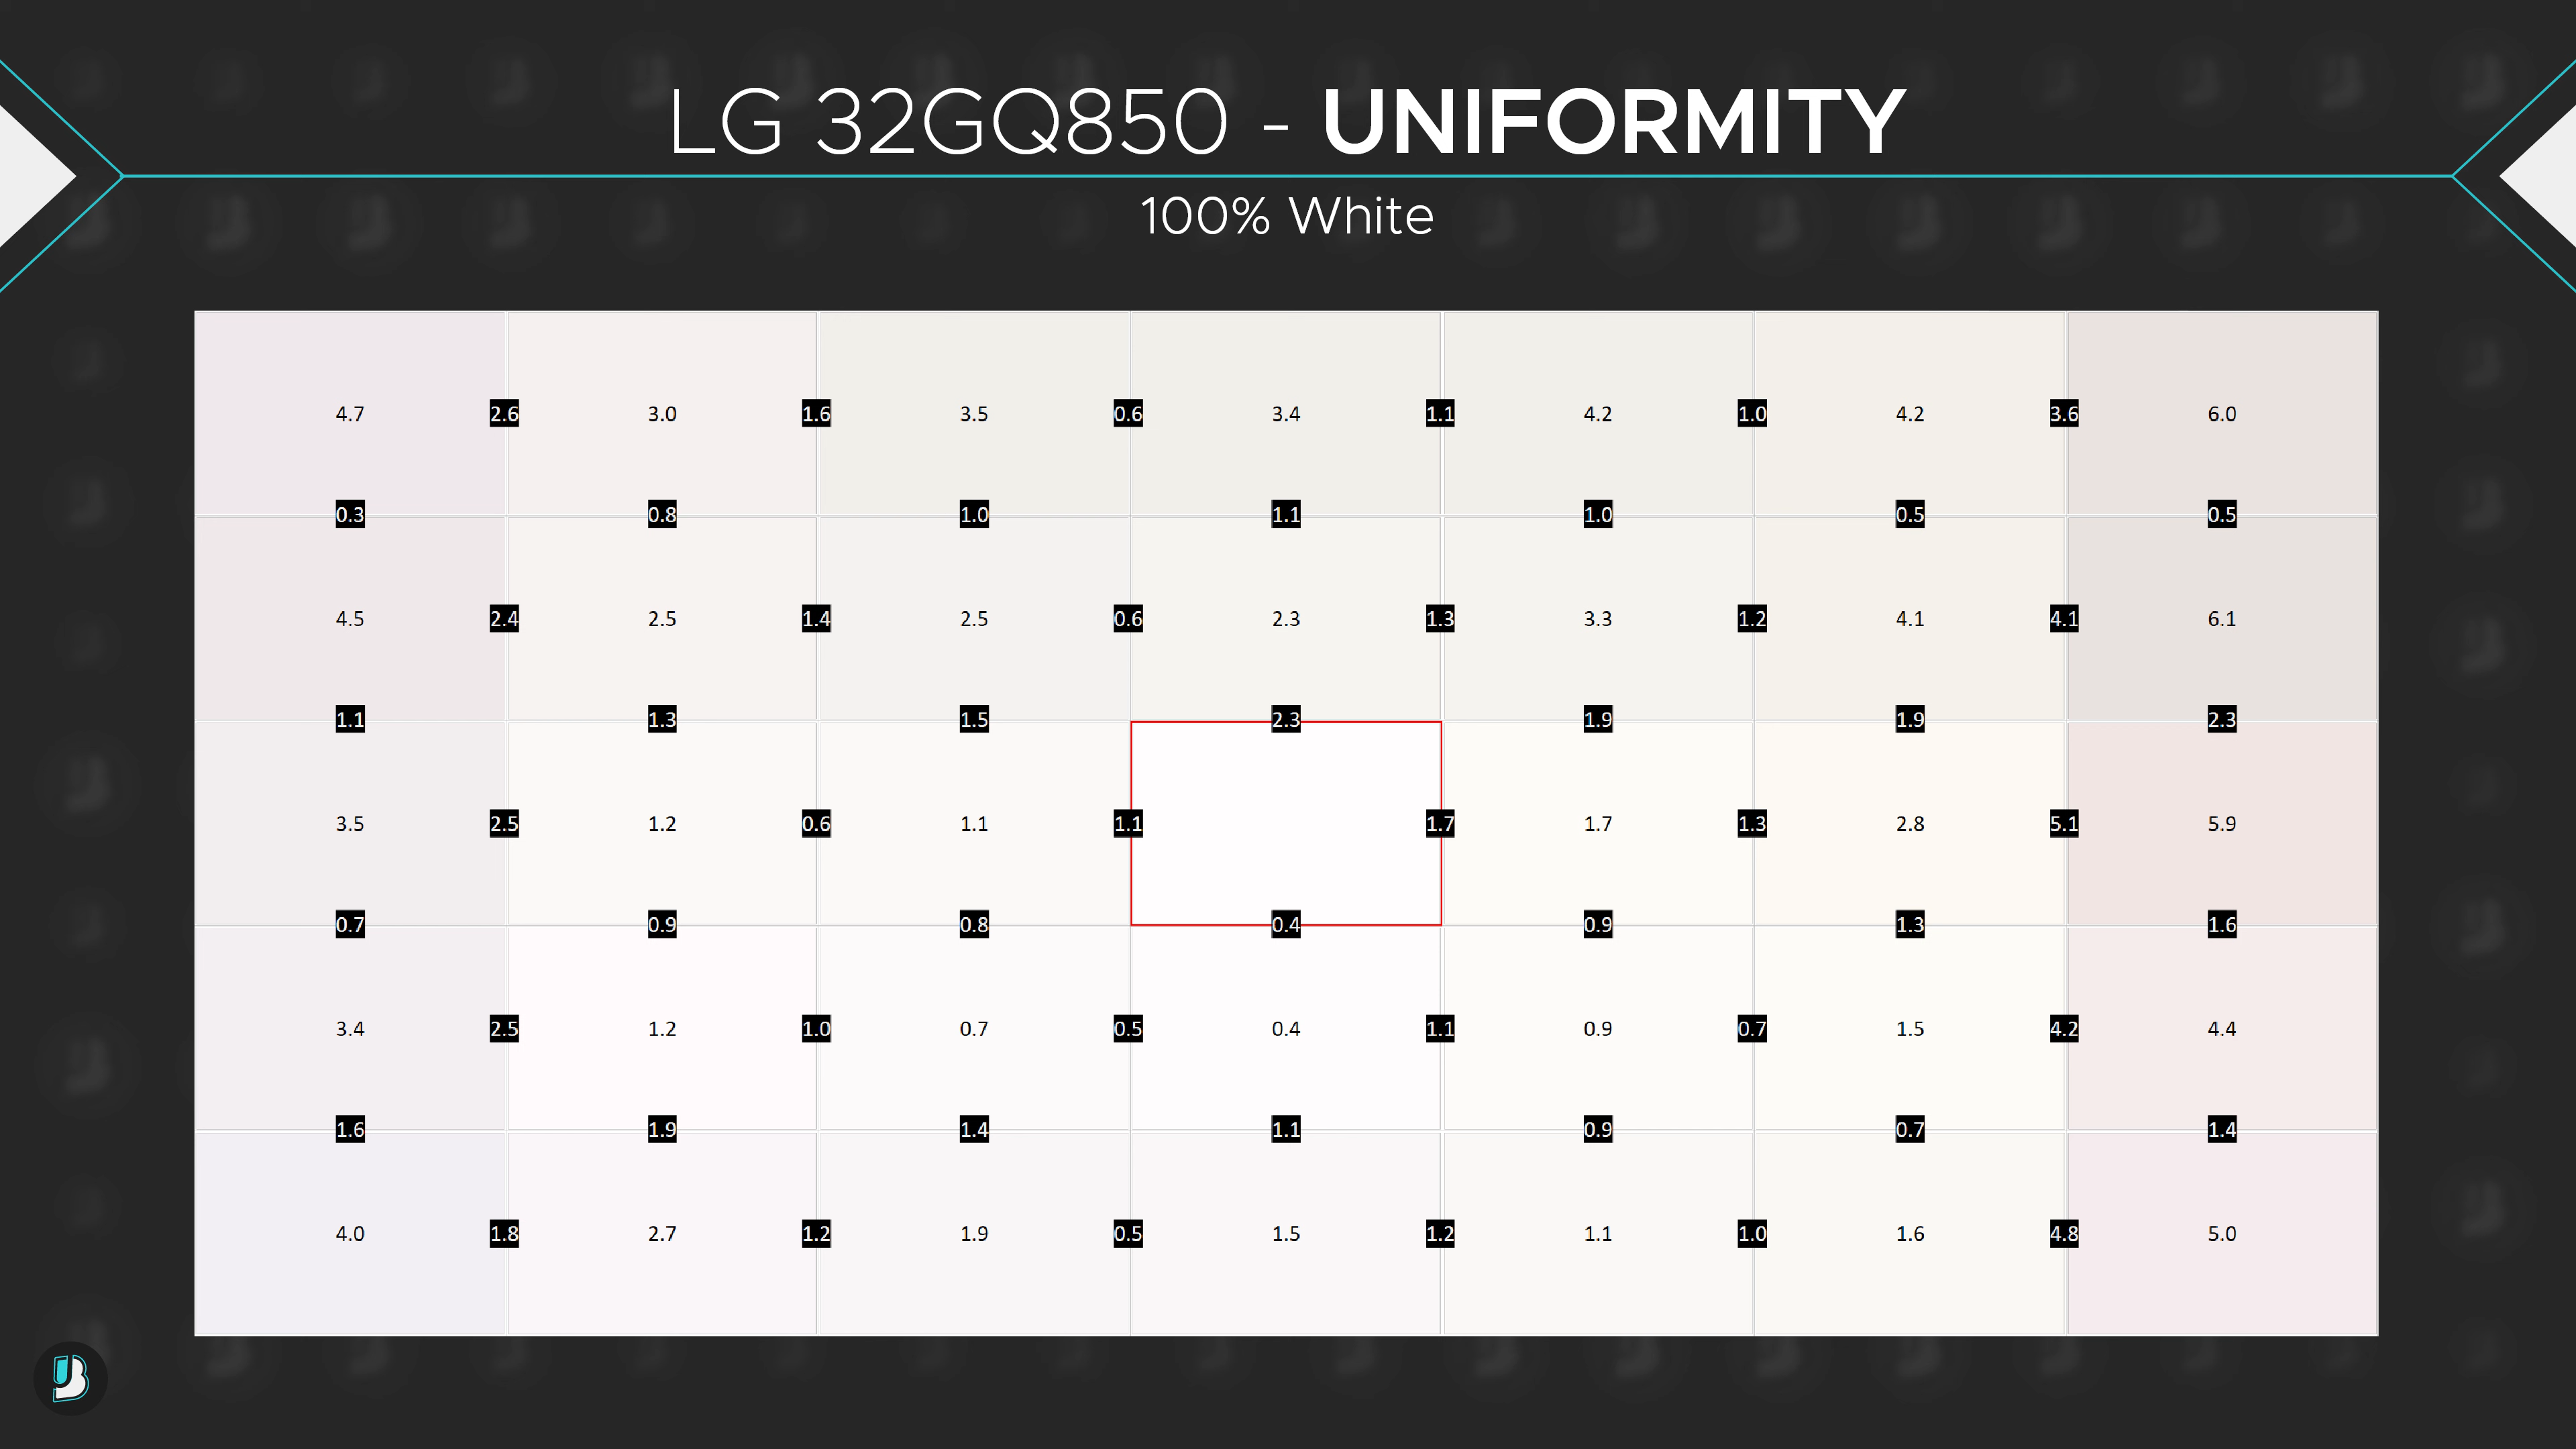 LG 32GQ850 - UNIFORMITY
100% White
4.7 2.6 3.0 1.6 3.5 0.6 3.4 1.1 4.2 1.0 4.2 3.6 6.0
0.3 0.8 1.0 1.1 1.0 0.5 0.5
4.5 2.4 2.5 1.4 2.5 0.6 2.3 1.3 3.3 1.2 4.1 4.1 6.1
1.1 1.3 1.5 2.3 1.9 1.9 2.3
3.5 2.5 1.2 0.6 1.1 1.1 1.7 1.7 1.3 2.8 5.1 5.9
0.7 0.9 0.8 0.4 0.9 1.3 1.6
3.4 2.5 1.2 1.0 0.7 0.5 0.4 1.1 0.9 0.7 1.5 4.2 4.4
1.6 1.9 1.4 1.1 0.9 0.7 1.4
4.0 1.8 2.7 1.2 1.9 0.5 1.5 1.2 1.1 1.0 1.6 4.8 5.0